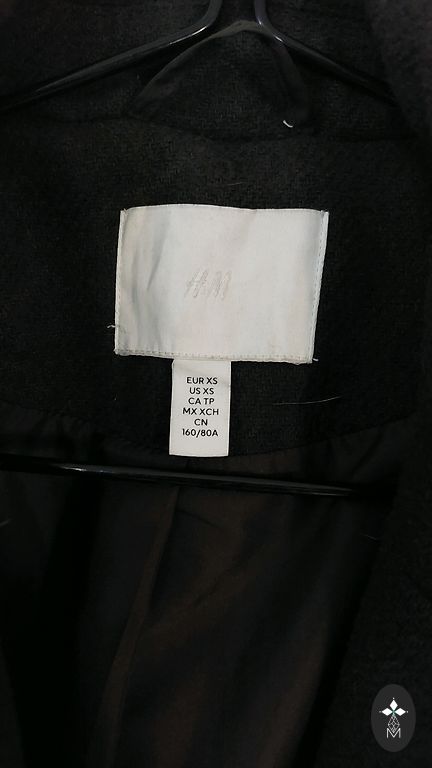 H&M
EUR XS
US XS
CA TP
MX XCH
CN
160/80A
M